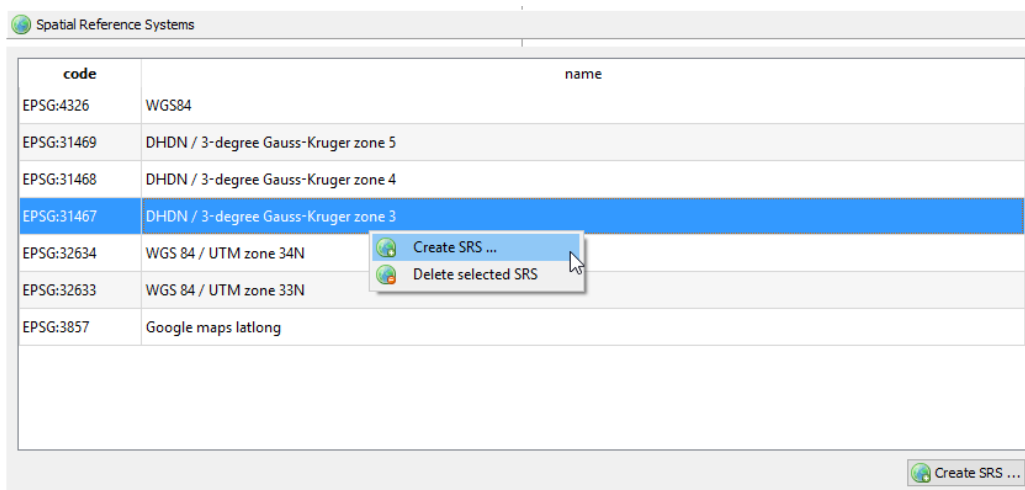 Spatial Reference Systems
code name
EPSG:4326 WGS84
EPSG:31469 DHDN / 3-degree Gauss-Kruger zone 5
EPSG:31468 DHDN / 3-degree Gauss-Kruger zone 4
EPSG:31467 DHDN / 3-degree Gauss-Kruger zone 3
EPSG:32634 WGS 84 / UTM zone 34N
Create SRS ...
Delete selected SRS
EPSG:32633 WGS 84 / UTM zone 33N
EPSG:3857 Google maps latlong
Create SRS ...